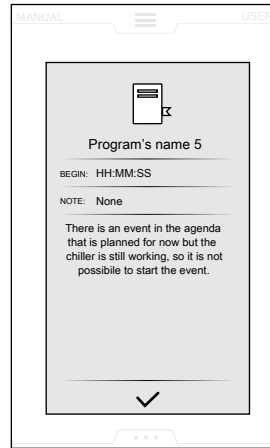 MANUAL
USER
Program's name 5
BEGIN: HH:MM:SS
NOTE: None
There is an event in the agenda
that is planned for now but the
chiller is still working, so it is not
possibile to start the event.